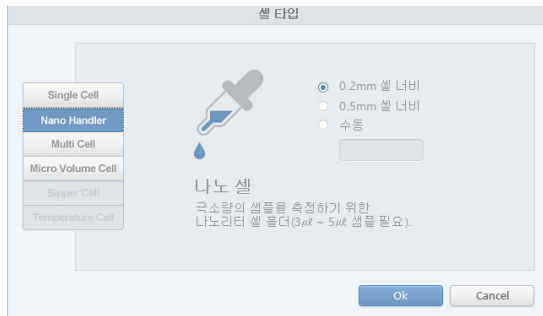 셀 타입
Single Cell
Nano Handler
Multi Cell
Micro Volume Cell
Sipper Cell
Temperature Cell
0.2mm 셀 너비
0.5mm 셀 너비
수동
나노 셀
극소량의 샘플을 측정하기 위한
나노리터 셀 홀더(3㎕ ~ 5㎕ 샘플 필요).
Ok
Cancel